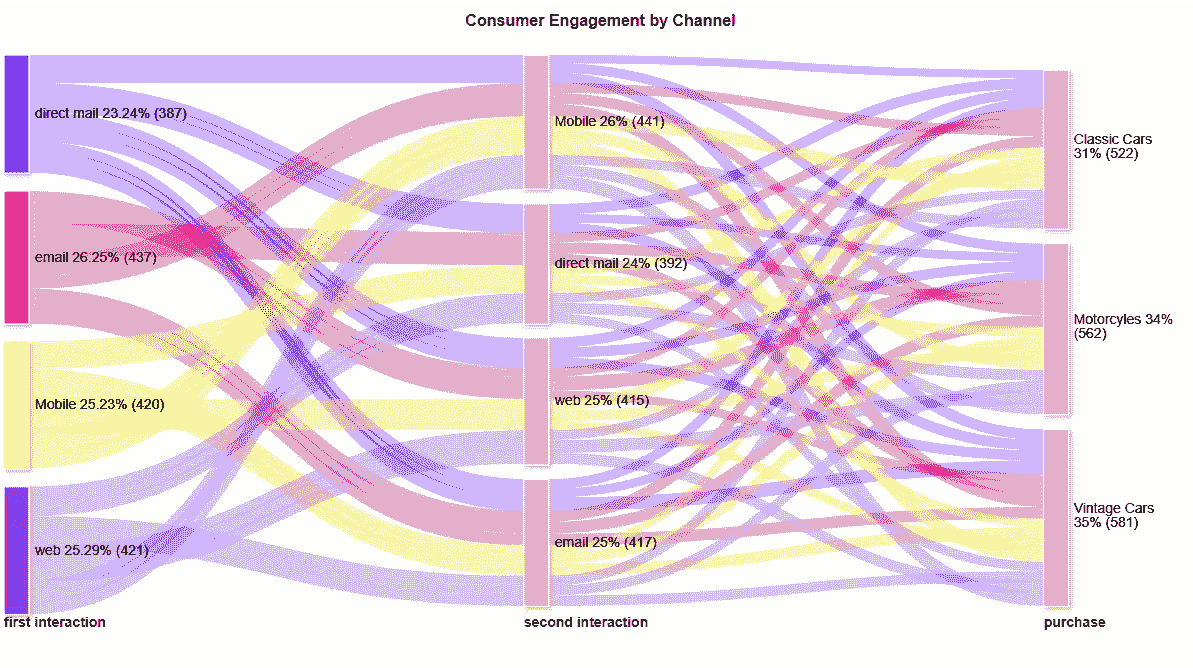 Consumer Engagement by Channel
direct mail 23.24% (387)
email 26.25% (437)
Mobile 25.23% (420)
web 25.29% (421)
first interaction
Mobile 26% (441)
direct mail 24% (392)
web 25% (415)
email 25% (417)
second interaction
Classic Cars
31% (522)
Motorcyles 34%
(562)
Vintage Cars
35% (581)
purchase